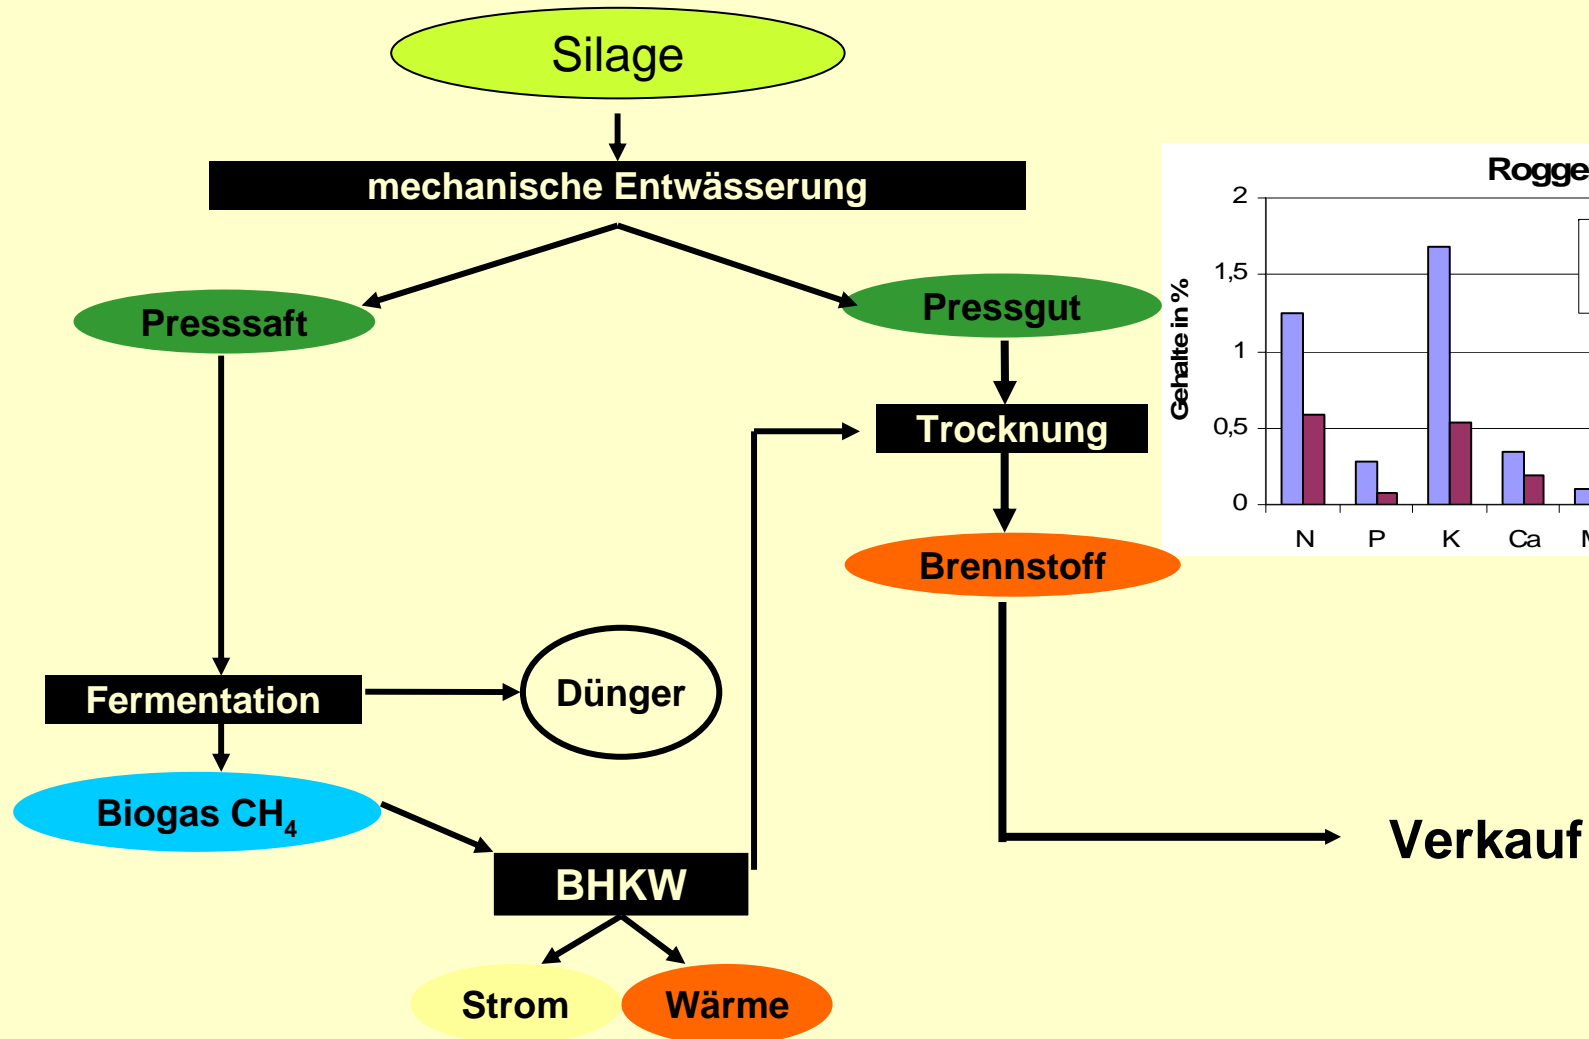 Silage
mechanische Entwässerung
Presssaft
Pressgut
Trocknung
Brennstoff
Fermentation
Dünger
Biogas CH₄
BHKW
Strom
Wärme
Verkauf
Rogge
Gehalte in %
2
1,5
1
0,5
0
N P K Ca